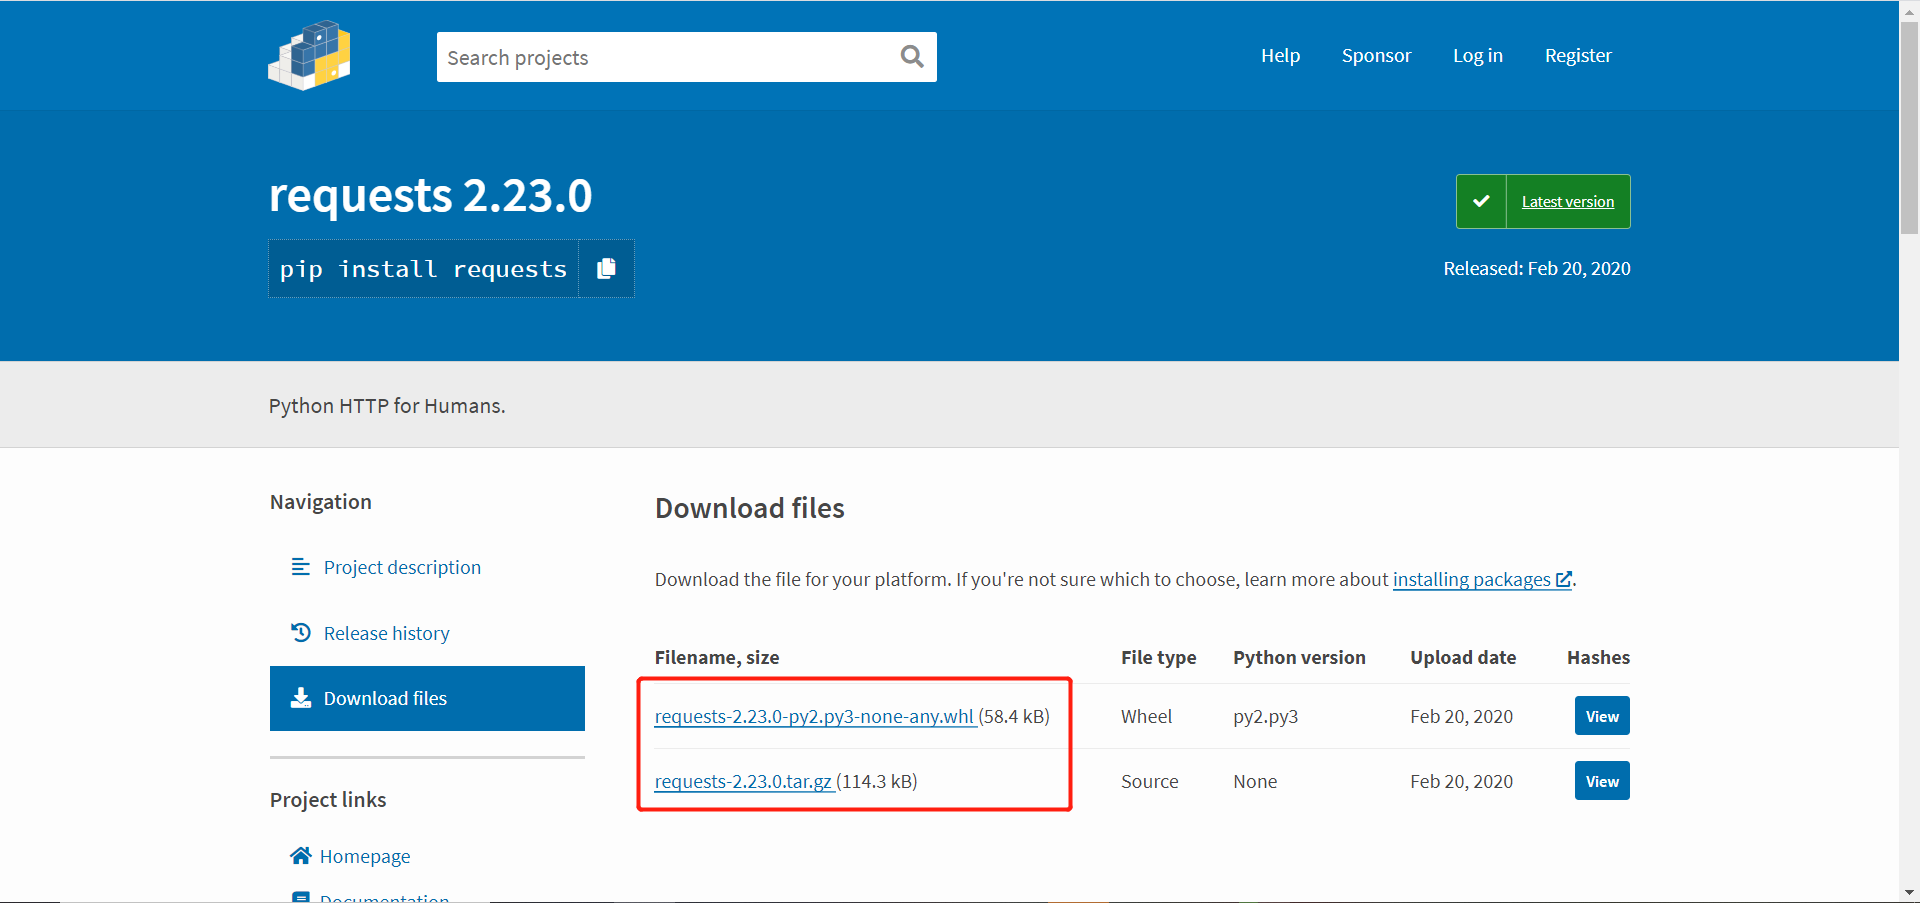 Search projects
Help Sponsor Log in Register
requests 2.23.0
Latest version
pip install requests
Released: Feb 20, 2020
Python HTTP for Humans.
Navigation
Project description
Release history
Download files
Project links
Homepage
Documentation
Download files
Download the file for your platform. If you're not sure which to choose, learn more about installing packages.
Filename, size File type Python version Upload date Hashes
requests-2.23.0-py2.py3-none-any.whl (58.4 kB) Wheel py2.py3 Feb 20, 2020 View
requests-2.23.0.tar.gz (114.3 kB) Source None Feb 20, 2020 View